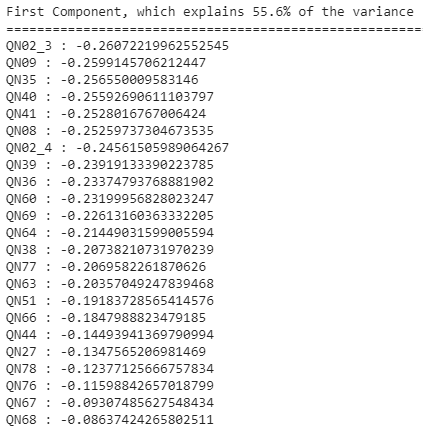 First Component, which explains 55.6% of the variance
======================================================
QN02_3 : -0.26072219962552545
QN09 : -0.2599145706212447
QN35 : -0.256550009583146
QN40 : -0.25592690611103797
QN41 : -0.2528016767006424
QN08 : -0.25259737304673535
QN02_4 : -0.24561505989064267
QN39 : -0.23919133390223785
QN36 : -0.23374793768881902
QN60 : -0.23199956828023247
QN69 : -0.22613160363332205
QN64 : -0.21449031599005594
QN38 : -0.20738210731970239
QN77 : -0.2069582261870626
QN63 : -0.20357049247839468
QN51 : -0.19183728565414576
QN66 : -0.1847988823479185
QN44 : -0.14493941369790994
QN27 : -0.1347565206981469
QN78 : -0.12377125666757834
QN76 : -0.11598842657018799
QN67 : -0.09307485627548434
QN68 : -0.08637424265802511